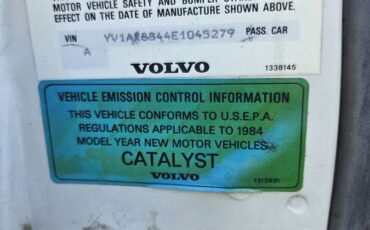 MOTOR VEHICLE SAFETY AND BUMPER
EFFECT ON THE DATE OF MANUFACTURE SHOWN ABOVE.
VIN YV1AX8844E1045279 PASS. CAR
A
VOLVO 1338145
VEHICLE EMISSION CONTROL INFORMATION
THIS VEHICLE CONFORMS TO U.S.E.P.A.
REGULATIONS APPLICABLE TO 1984
MODEL YEAR NEW MOTOR VEHICLES.
CATALYST
VOLVO